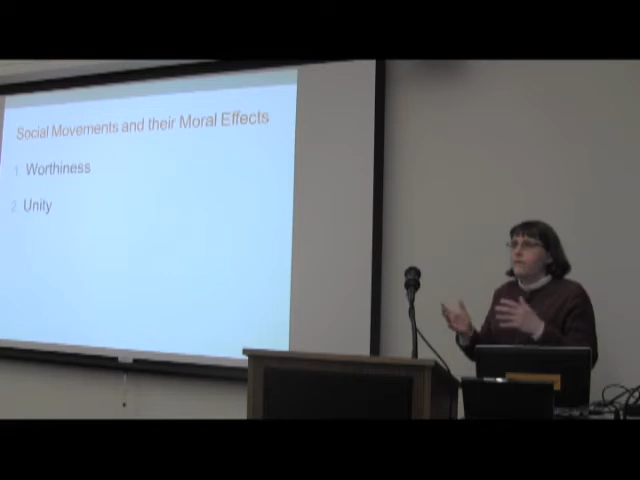 Social Movements and their Moral Effects
1. Worthiness
2. Unity